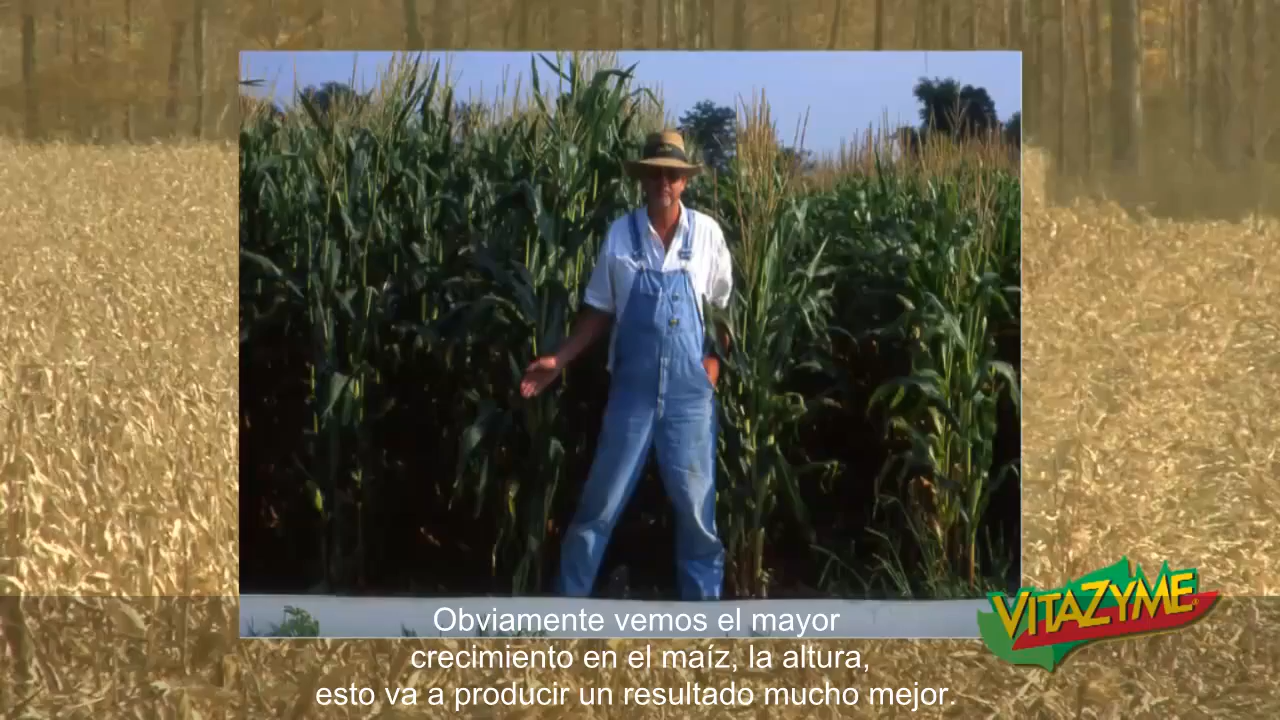 Obviamente vemos el mayor
crecimiento en el maíz, la altura,
esto va a producir un resultado mucho mejor.
VITAZYME®